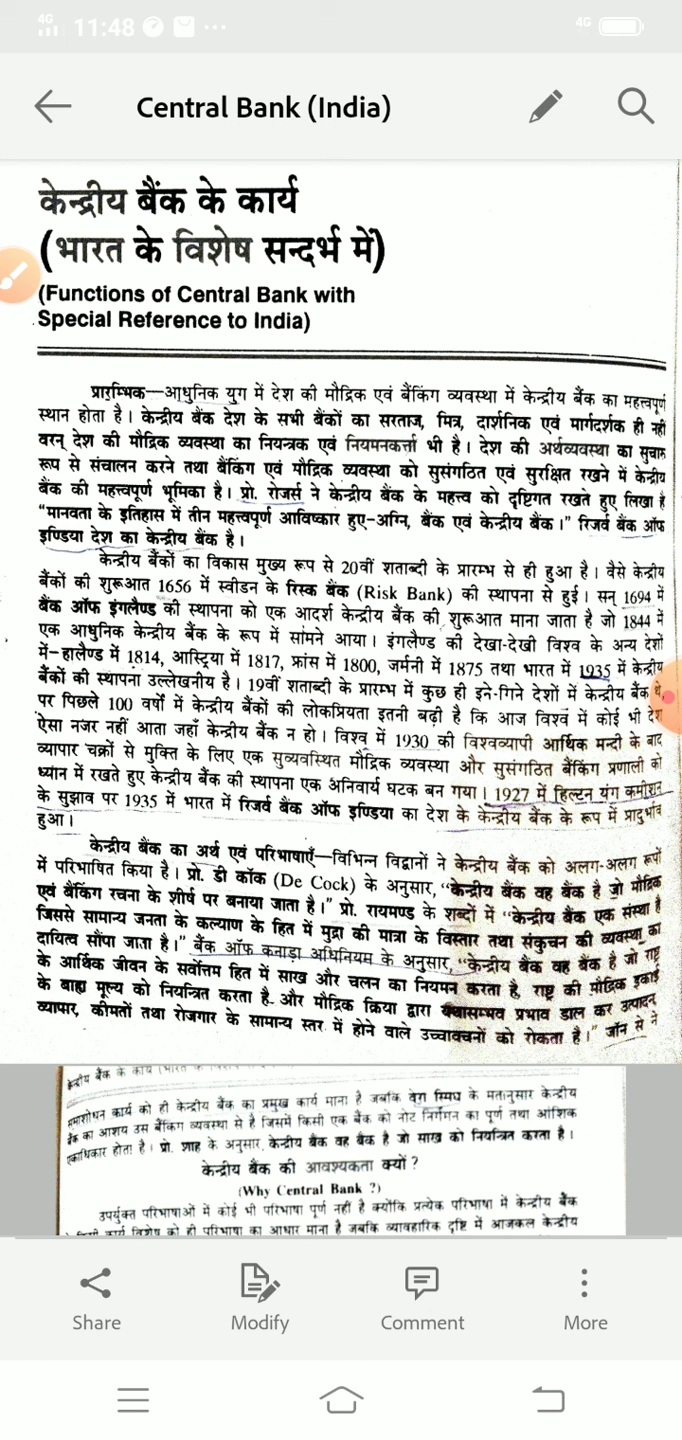 4G 11:48 ... 4G
Central Bank (India)
केन्द्रीय बैंक के कार्य
(भारत के विशेष सन्दर्भ में)
(Functions of Central Bank with
Special Reference to India)
प्रारम्भिक—आधुनिक युग में देश की मौद्रिक एवं बैंकिंग व्यवस्था में केन्द्रीय बैंक का महत्त्वपूर्ण
स्थान होता है। केन्द्रीय बैंक देश के सभी बैंकों का सरताज, मित्र, दार्शनिक एवं मार्गदर्शक ही नहीं
वरन् देश की मौद्रिक व्यवस्था का नियन्त्रक एवं नियमनकर्त्ता भी है। देश की अर्थव्यवस्था का सुचारु
रूप से संचालन करने तथा बैंकिंग एवं मौद्रिक व्यवस्था को सुसंगठित एवं सुरक्षित रखने में केन्द्रीय
बैंक की महत्त्वपूर्ण भूमिका है। प्रो. रोजर्स ने केन्द्रीय बैंक के महत्त्व को दृष्टिगत रखते हुए लिखा है
“मानवता के इतिहास में तीन महत्त्वपूर्ण आविष्कार हुए–अग्नि, बैंक एवं केन्द्रीय बैंक।” रिजर्व बैंक ऑफ
इण्डिया देश का केन्द्रीय बैंक है।
केन्द्रीय बैंकों का विकास मुख्य रूप से 20वीं शताब्दी के प्रारम्भ से ही हुआ है। वैसे केन्द्रीय
बैंकों की शुरूआत 1656 में स्वीडन के रिस्क बैंक (Risk Bank) की स्थापना से हुई। सन् 1694 में
बैंक ऑफ इंगलैण्ड की स्थापना को एक आदर्श केन्द्रीय बैंक की शुरूआत माना जाता है जो 1844 में
एक आधुनिक केन्द्रीय बैंक के रूप में सामने आया। इंगलैण्ड की देखा-देखी विश्व के अन्य देशों
में–हालैण्ड में 1814, आस्ट्रिया में 1817, फ्रांस में 1800, जर्मनी में 1875 तथा भारत में 1935 में केन्द्रीय
बैंकों की स्थापना उल्लेखनीय है। 19वीं शताब्दी के प्रारम्भ में कुछ ही इने-गिने देशों में केन्द्रीय बैंक थे,
पर पिछले 100 वर्षों में केन्द्रीय बैंकों की लोकप्रियता इतनी बढ़ी है कि आज विश्व में कोई भी देश
ऐसा नजर नहीं आता जहाँ केन्द्रीय बैंक न हो। विश्व में 1930 की विश्वव्यापी आर्थिक मन्दी के बाद
व्यापार चक्रों से मुक्ति के लिए एक सुव्यवस्थित मौद्रिक व्यवस्था और सुसंगठित बैंकिंग प्रणाली को
ध्यान में रखते हुए केन्द्रीय बैंक की स्थापना एक अनिवार्य घटक बन गया। 1927 में हिल्टन यंग कमीशन
के सुझाव पर 1935 में भारत में रिजर्व बैंक ऑफ इण्डिया का देश के केन्द्रीय बैंक के रूप में प्रादुर्भाव
हुआ।
केन्द्रीय बैंक का अर्थ एवं परिभाषाएँ–विभिन्न विद्वानों ने केन्द्रीय बैंक को अलग-अलग रूपों
में परिभाषित किया है। प्रो. डी कॉक (De Cock) के अनुसार, “केन्द्रीय बैंक वह बैंक है जो मौद्रिक
एवं बैंकिंग रचना के शीर्ष पर बनाया जाता है।” प्रो. रायमण्ड के शब्दों में “केन्द्रीय बैंक एक संस्था है
जिससे सामान्य जनता के कल्याण के हित में मुद्रा की मात्रा के विस्तार तथा संकुचन की व्यवस्था का
दायित्व सौंपा जाता है।” बैंक ऑफ कनाड़ा अधिनियम के अनुसार, “केन्द्रीय बैंक वह बैंक है जो राष्ट्र
के आर्थिक जीवन के सर्वोत्तम हित में साख और चलन का नियमन करता है, राष्ट्र की मौद्रिक इकाई
के बाह्य मूल्य को नियन्त्रित करता है- और मौद्रिक क्रिया द्वारा यथासम्भव प्रभाव डाल कर उत्पादन,
व्यापार, कीमतों तथा रोजगार के सामान्य स्तर में होने वाले उच्चावचनों को रोकता है।” जॉन से ने
समाशोधन कार्य को ही केन्द्रीय बैंक का प्रमुख कार्य माना है जबकि वेरा स्मिथ के मतानुसार केन्द्रीय
बैंक का आशय उस बैंकिंग व्यवस्था से है जिसमें किसी एक बैंक को नोट निर्गमन का पूर्ण तथा आंशिक
एकाधिकार होता है। प्रो. शाह के अनुसार, केन्द्रीय बैंक वह बैंक है जो साख को नियन्त्रित करता है।
केन्द्रीय बैंक की आवश्यकता क्यों ?
(Why Central Bank ?)
उपर्युक्त परिभाषाओं में कोई भी परिभाषा पूर्ण नहीं है क्योंकि प्रत्येक परिभाषा में केन्द्रीय बैंक
कार्य विशेष को ही परिभाषा का आधार माना है जबकि व्यावहारिक दृष्टि में आजकल केन्द्रीय
Share Modify Comment More